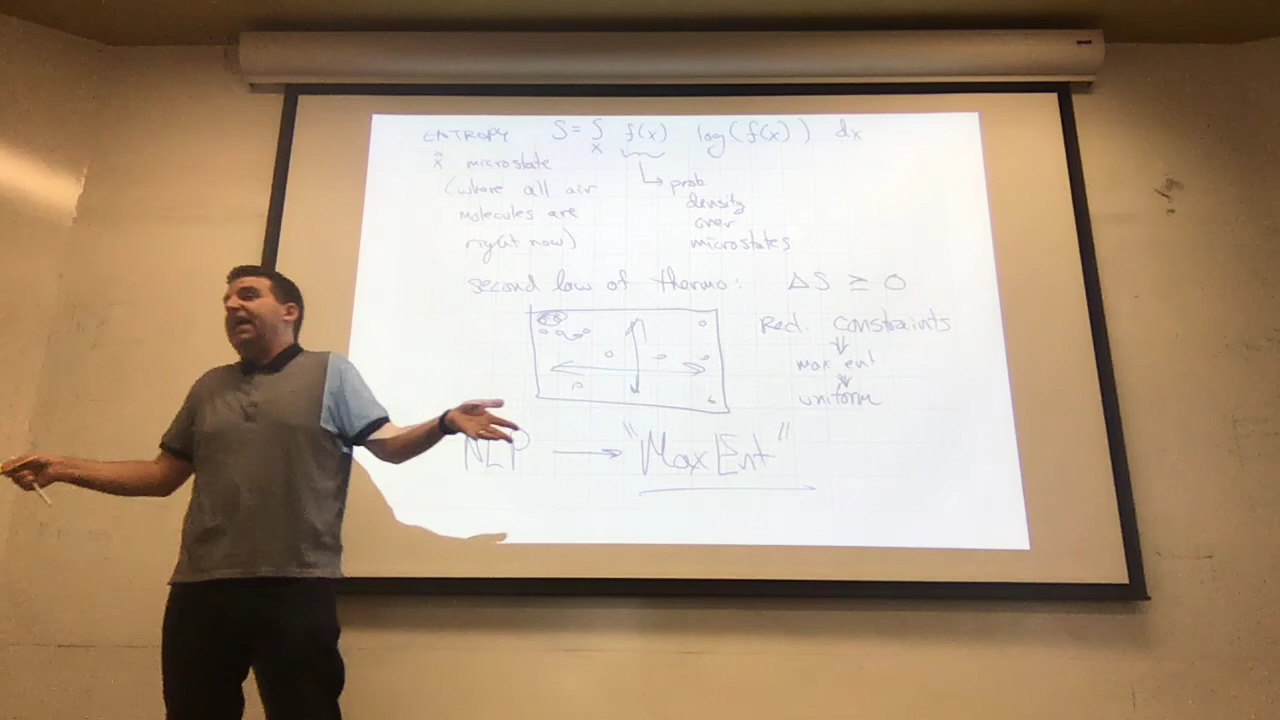 ENTROPY S = ∫ f(x) log(f(x)) dx
x
x⃗ microstate
(where all air
molecules are
right now)
↳ prob
density
over
microstates
second law of thermo: ΔS ≥ 0
Red. constraints
⇓
max ent
⇓
uniform
NLP → "MaxEnt"